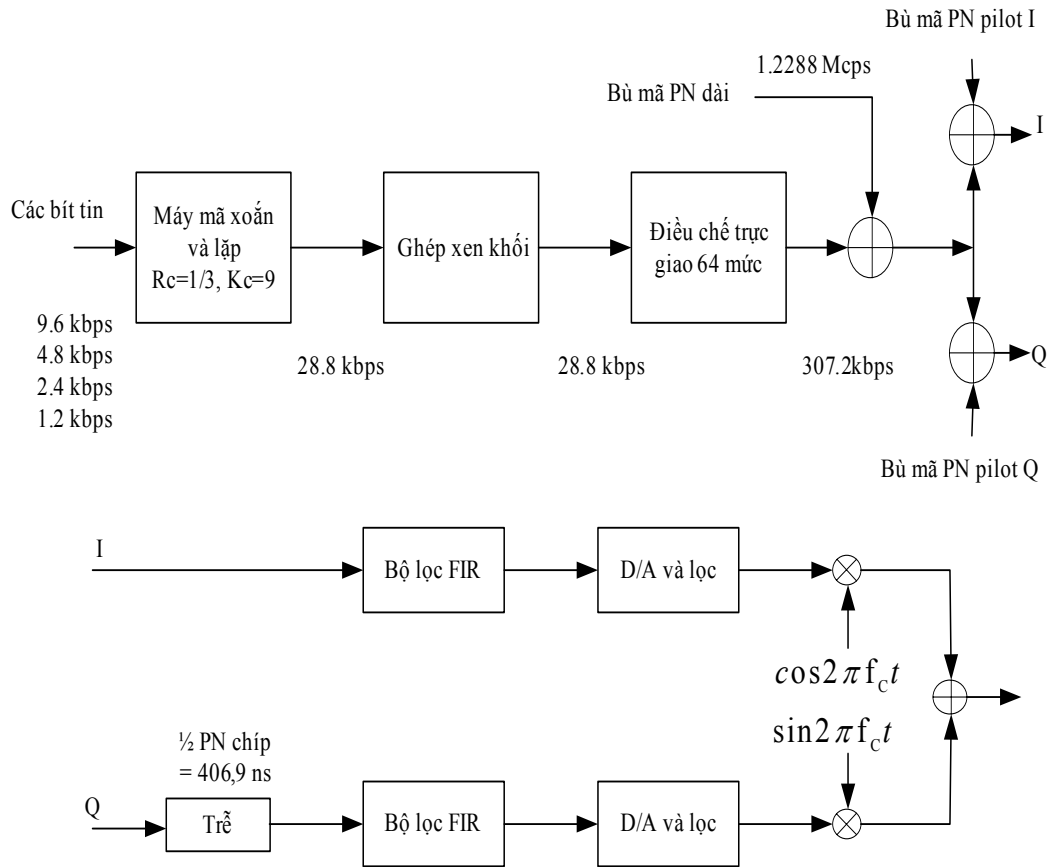 Bù mã PN pilot I
1.2288 Mcps
Bù mã PN dài
I
Các bít tin
Máy mã xoắn
và lặp
Rc=1/3, Kc=9
Ghép xen khối
Điều chế trực
giao 64 mức
9.6 kbps
4.8 kbps
2.4 kbps
1.2 kbps
28.8 kbps
28.8 kbps
307.2kbps
Q
Bù mã PN pilot Q
I
Bộ lọc FIR
D/A và lọc
cos2πf_C t
sin2πf_C t
½ PN chíp
= 406,9 ns
Q
Trễ
Bộ lọc FIR
D/A và lọc